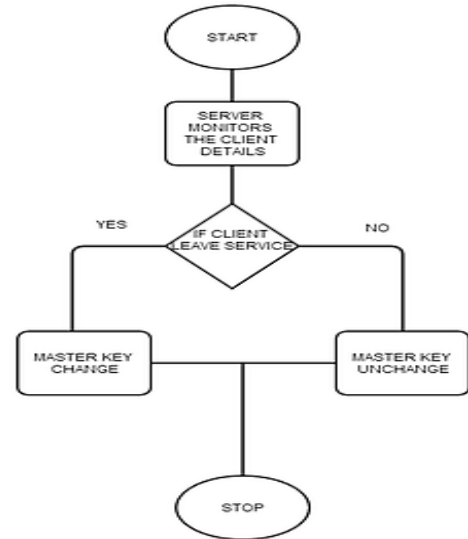 START
SERVER
MONITORS
THE CLIENT
DETAILS
IF CLIENT
LEAVE SERVICE
YES
NO
MASTER KEY
CHANGE
MASTER KEY
UNCHANGE
STOP